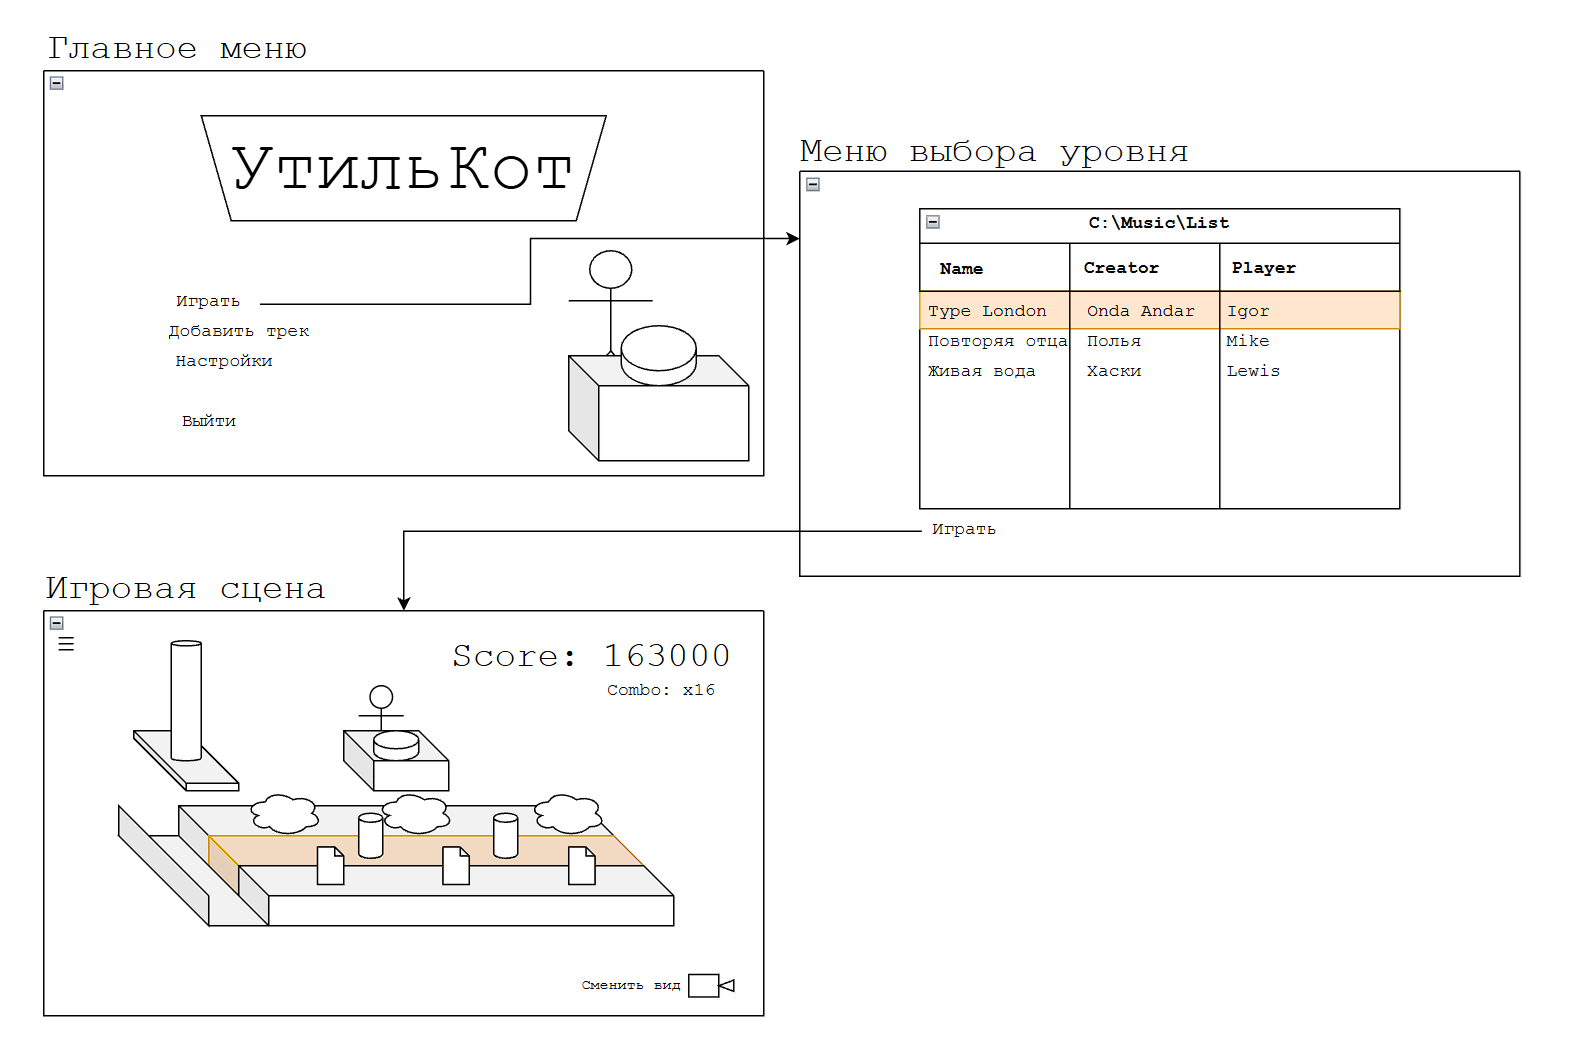 Главное меню
УтильКот
Играть
Добавить трек
Настройки
Выйти
Меню выбора уровня
C:\Music\List
Name Creator Player
Type London Onda Andar Igor
Повторяя отца Полья Mike
Живая вода Хаски Lewis
Играть
Игровая сцена
Score: 163000
Combo: x16
Сменить вид